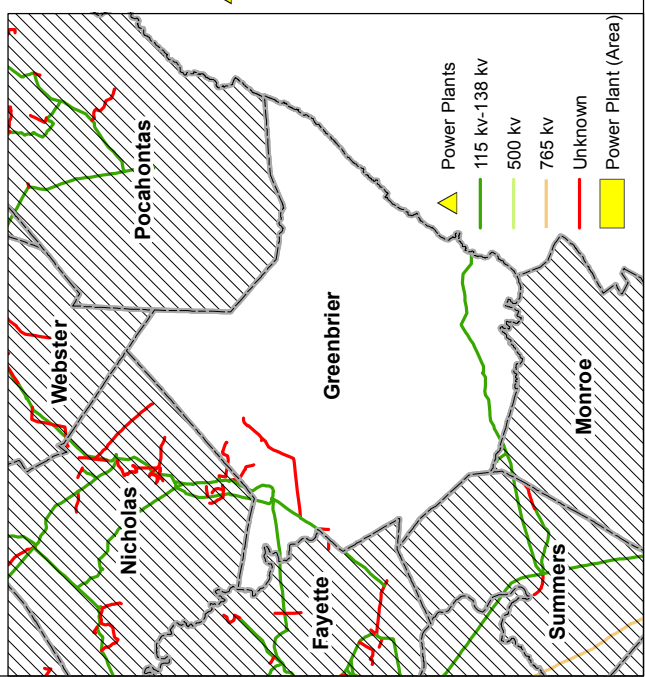 Pocahontas
Webster
Greenbrier
Nicholas
Fayette
Monroe
Summers
Power Plants
115 kv-138 kv
500 kv
765 kv
Unknown
Power Plant (Area)